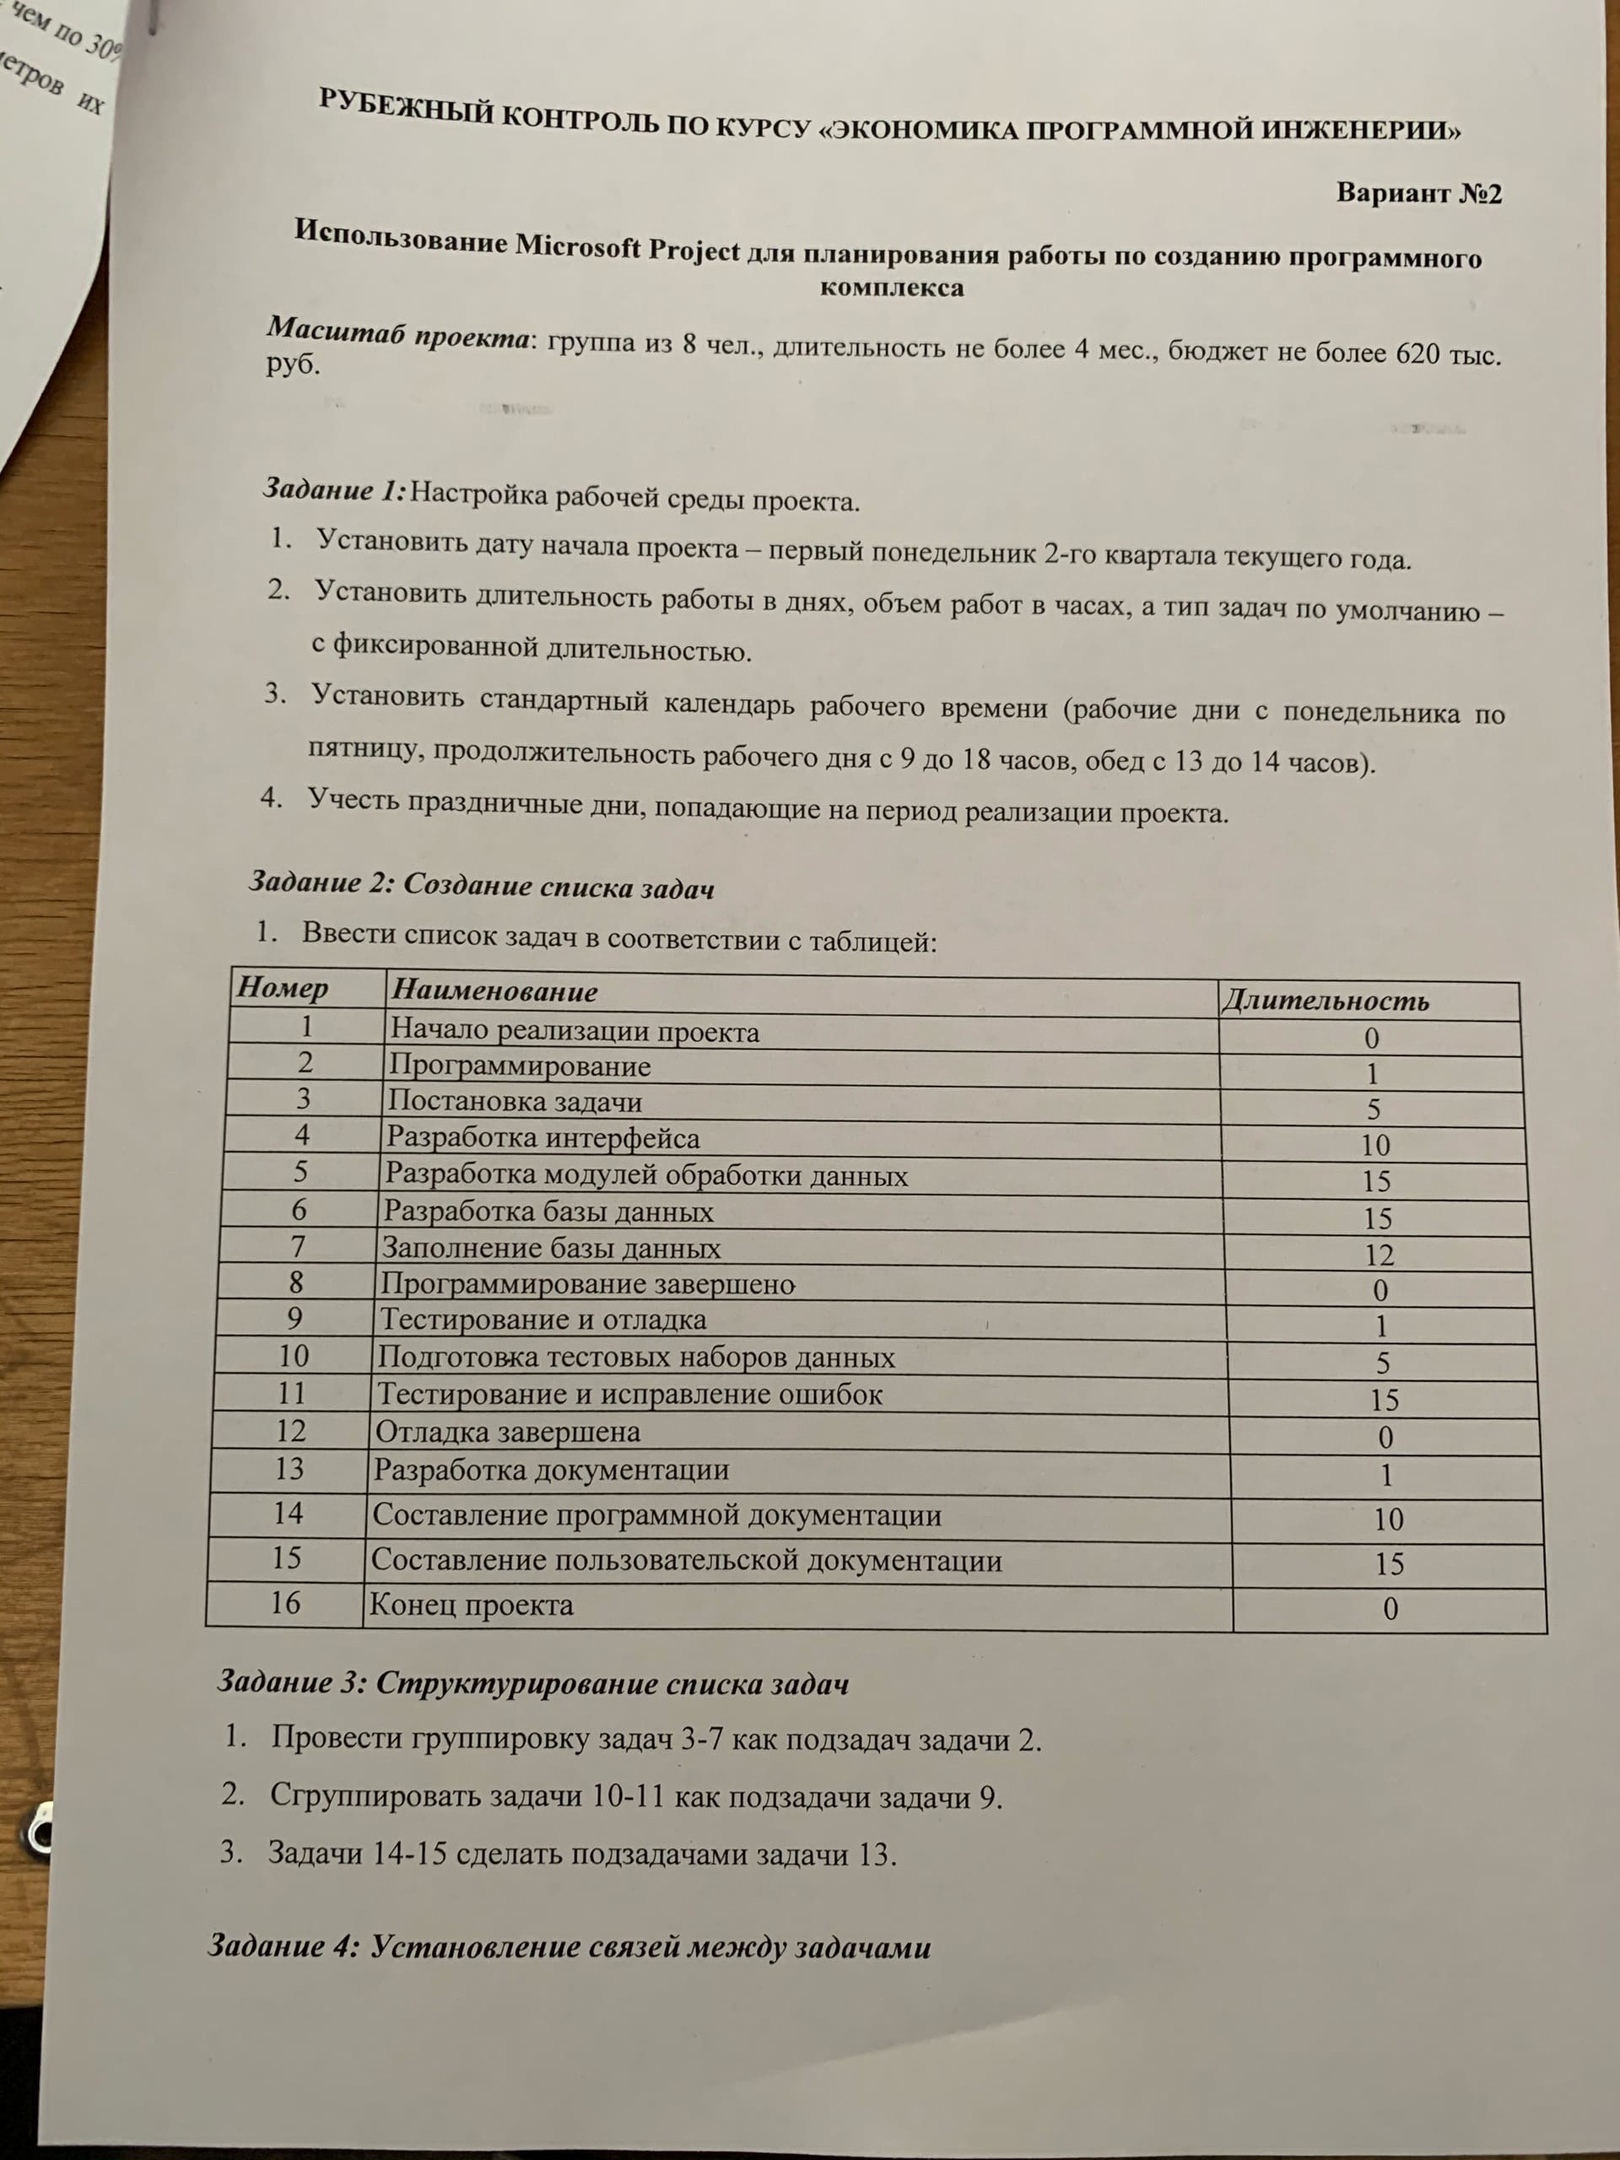 чем по 30%
их
РУБЕЖНЫЙ КОНТРОЛЬ ПО КУРСУ «ЭКОНОМИКА ПРОГРАММНОЙ ИНЖЕНЕРИИ»
Вариант №2
Использование Microsoft Project для планирования работы по созданию программного
комплекса
Масштаб проекта: группа из 8 чел., длительность не более 4 мес., бюджет не более 620 тыс.
руб.
Задание 1: Настройка рабочей среды проекта.
1. Установить дату начала проекта – первый понедельник 2-го квартала текущего года.
2. Установить длительность работы в днях, объем работ в часах, а тип задач по умолчанию –
с фиксированной длительностью.
3. Установить стандартный календарь рабочего времени (рабочие дни с понедельника по
пятницу, продолжительность рабочего дня с 9 до 18 часов, обед с 13 до 14 часов).
4. Учесть праздничные дни, попадающие на период реализации проекта.
Задание 2: Создание списка задач
1. Ввести список задач в соответствии с таблицей:
Номер Наименование Длительность
1 Начало реализации проекта 0
2 Программирование 1
3 Постановка задачи 5
4 Разработка интерфейса 10
5 Разработка модулей обработки данных 15
6 Разработка базы данных 15
7 Заполнение базы данных 12
8 Программирование завершено 0
9 Тестирование и отладка 1
10 Подготовка тестовых наборов данных 5
11 Тестирование и исправление ошибок 15
12 Отладка завершена 0
13 Разработка документации 1
14 Составление программной документации 10
15 Составление пользовательской документации 15
16 Конец проекта 0
Задание 3: Структурирование списка задач
1. Провести группировку задач 3-7 как подзадач задачи 2.
2. Сгруппировать задачи 10-11 как подзадачи задачи 9.
3. Задачи 14-15 сделать подзадачами задачи 13.
Задание 4: Установление связей между задачами